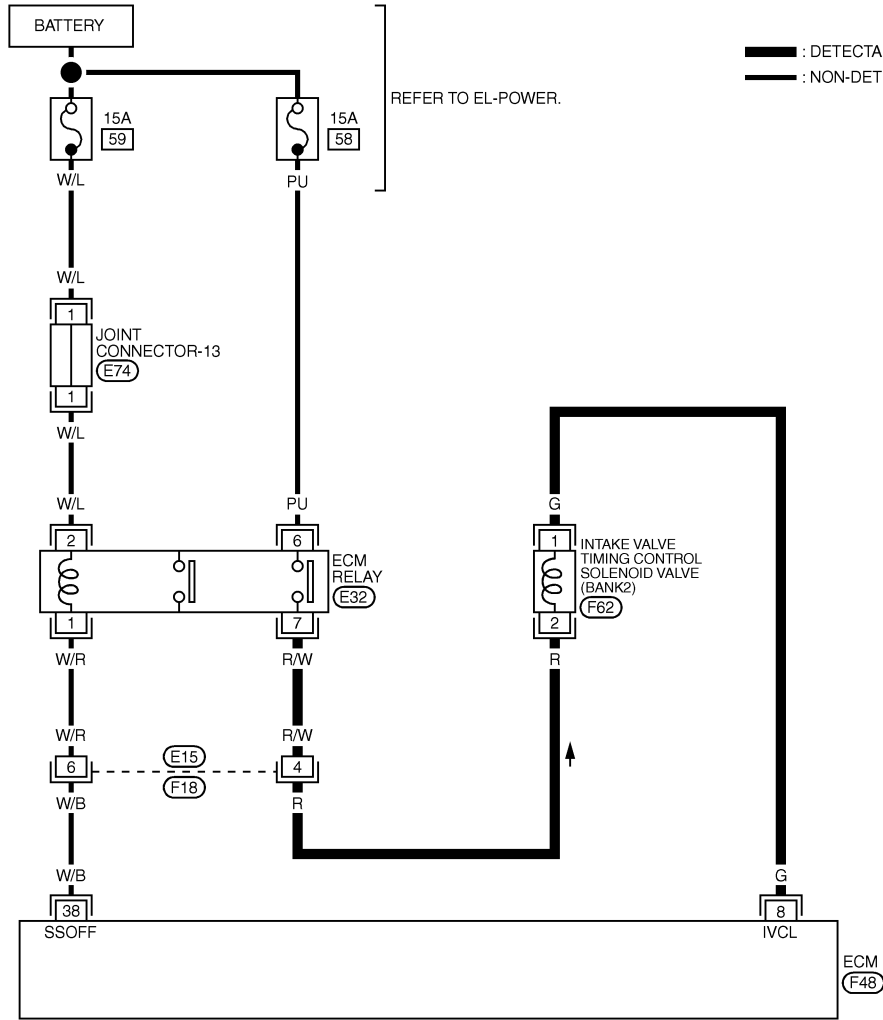 BATTERY
: DETECTA
: NON-DET
REFER TO EL-POWER.
15A
59
15A
58
W/L
PU
W/L
1
JOINT
CONNECTOR-13
E74
1
W/L
W/L
PU
G
2
6
1
ECM
RELAY
E32
INTAKE VALVE
TIMING CONTROL
SOLENOID VALVE
(BANK2)
F62
1
7
2
W/R
R/W
R
W/R
R/W
6
E15
F18
4
W/B
R
W/B
G
38
8
SSOFF
IVCL
ECM
F48